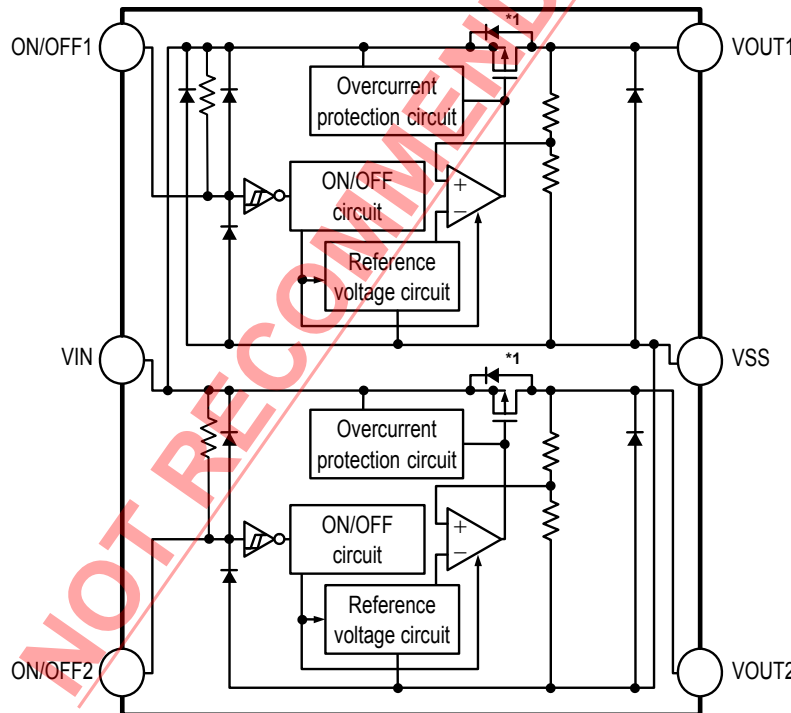 ON/OFF1
*1
VOUT1
Overcurrent
protection circuit
ON/OFF
circuit
+
−
Reference
voltage circuit
VIN
*1
VSS
Overcurrent
protection circuit
ON/OFF
circuit
+
−
Reference
voltage circuit
ON/OFF2
VOUT2
NOT RECOMMEND